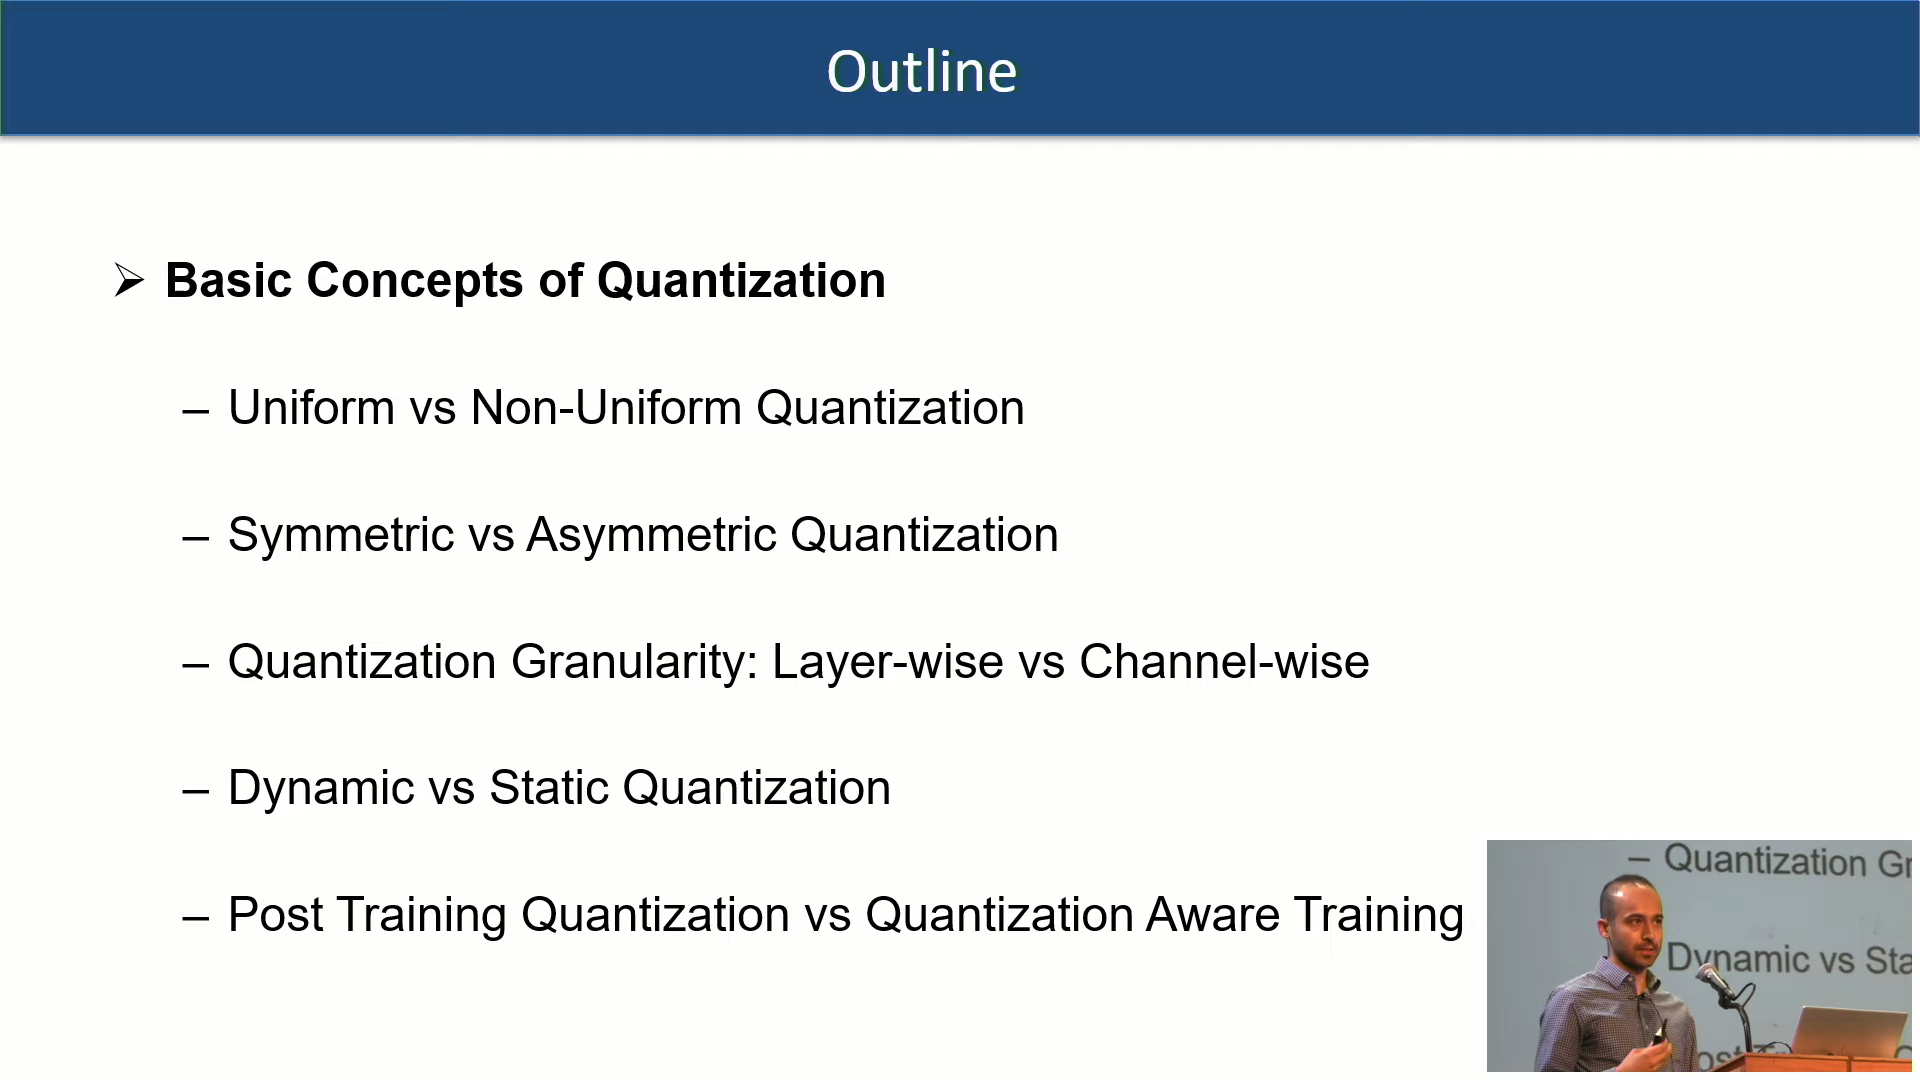 Outline
➢ Basic Concepts of Quantization
– Uniform vs Non-Uniform Quantization
– Symmetric vs Asymmetric Quantization
– Quantization Granularity: Layer-wise vs Channel-wise
– Dynamic vs Static Quantization
– Post Training Quantization vs Quantization Aware Training
– Quantization Gr
Dynamic vs Sta